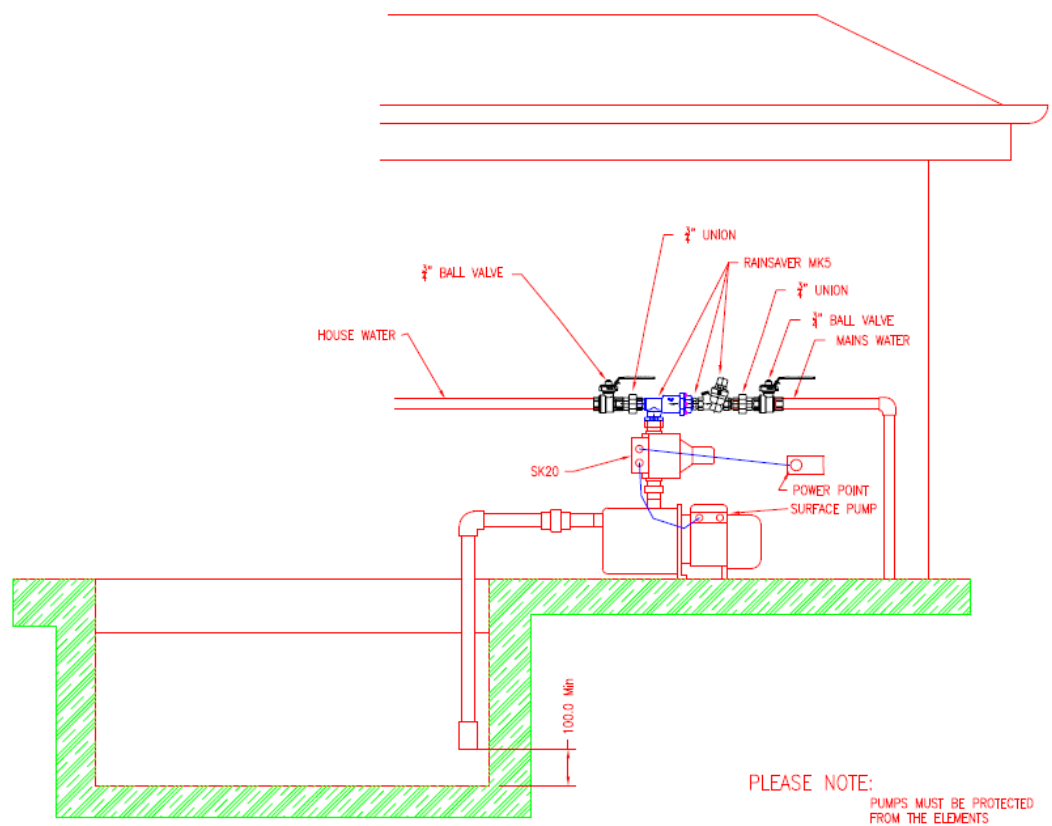 ¾" UNION
¾" BALL VALVE
RAINSAVER MK5
¾" UNION
¾" BALL VALVE
HOUSE WATER
MAINS WATER
SK20
POWER POINT
SURFACE PUMP
100.0 Min
PLEASE NOTE:
PUMPS MUST BE PROTECTED
FROM THE ELEMENTS